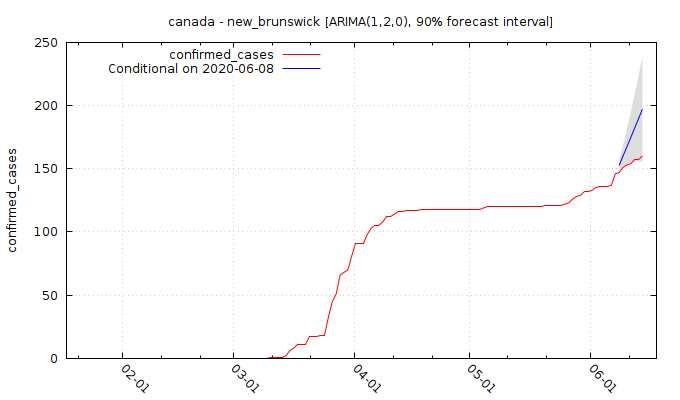 canada - new_brunswick [ARIMA(1,2,0), 90% forecast interval]
confirmed_cases
Conditional on 2020-06-08
confirmed_cases
250
200
150
100
50
0
02-01
03-01
04-01
05-01
06-01